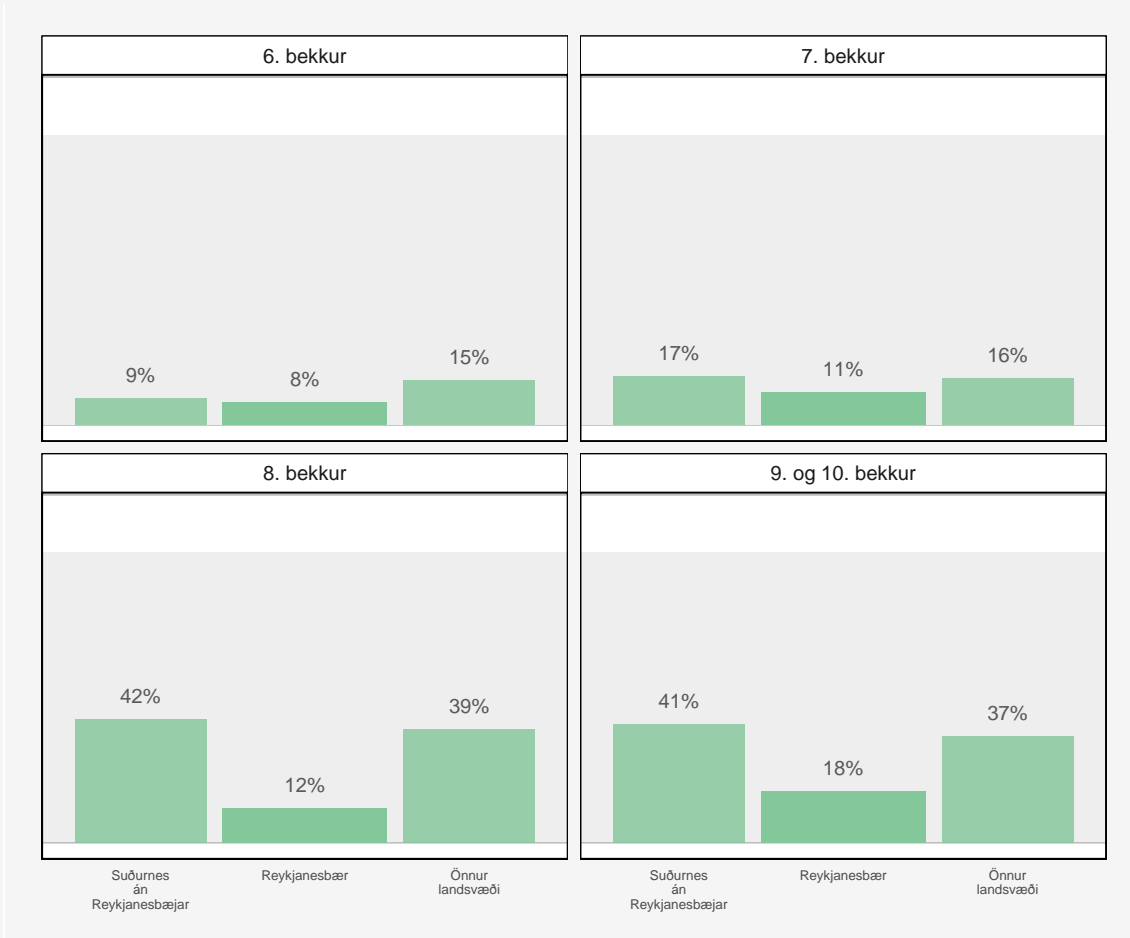 6. bekkur
7. bekkur
9%
8%
15%
17%
11%
16%
8. bekkur
9. og 10. bekkur
42%
12%
39%
41%
18%
37%
Suðurnes
án
Reykjanesbæjar
Reykjanesbær
Önnur
landsvæði
Suðurnes
án
Reykjanesbæjar
Reykjanesbær
Önnur
landsvæði